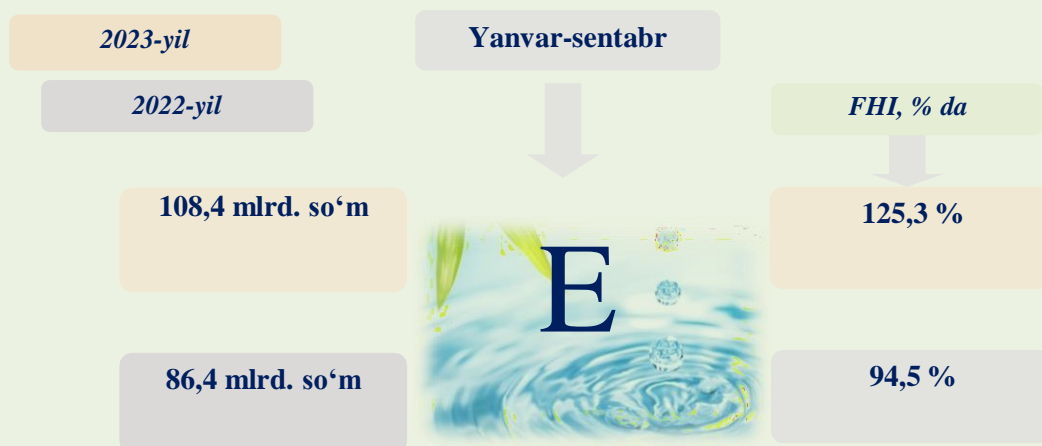 2023-yil
Yanvar-sentabr
2022-yil
FHI, % da
108,4 mlrd. so‘m
125,3 %
E
86,4 mlrd. so‘m
94,5 %